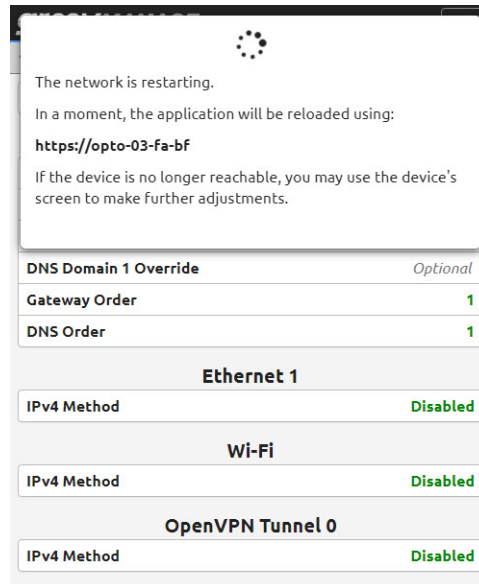 The network is restarting.
In a moment, the application will be reloaded using:
https://opto-03-fa-bf
If the device is no longer reachable, you may use the device's
screen to make further adjustments.
DNS Domain 1 Override Optional
Gateway Order 1
DNS Order 1
Ethernet 1
IPv4 Method Disabled
Wi-Fi
IPv4 Method Disabled
OpenVPN Tunnel 0
IPv4 Method Disabled